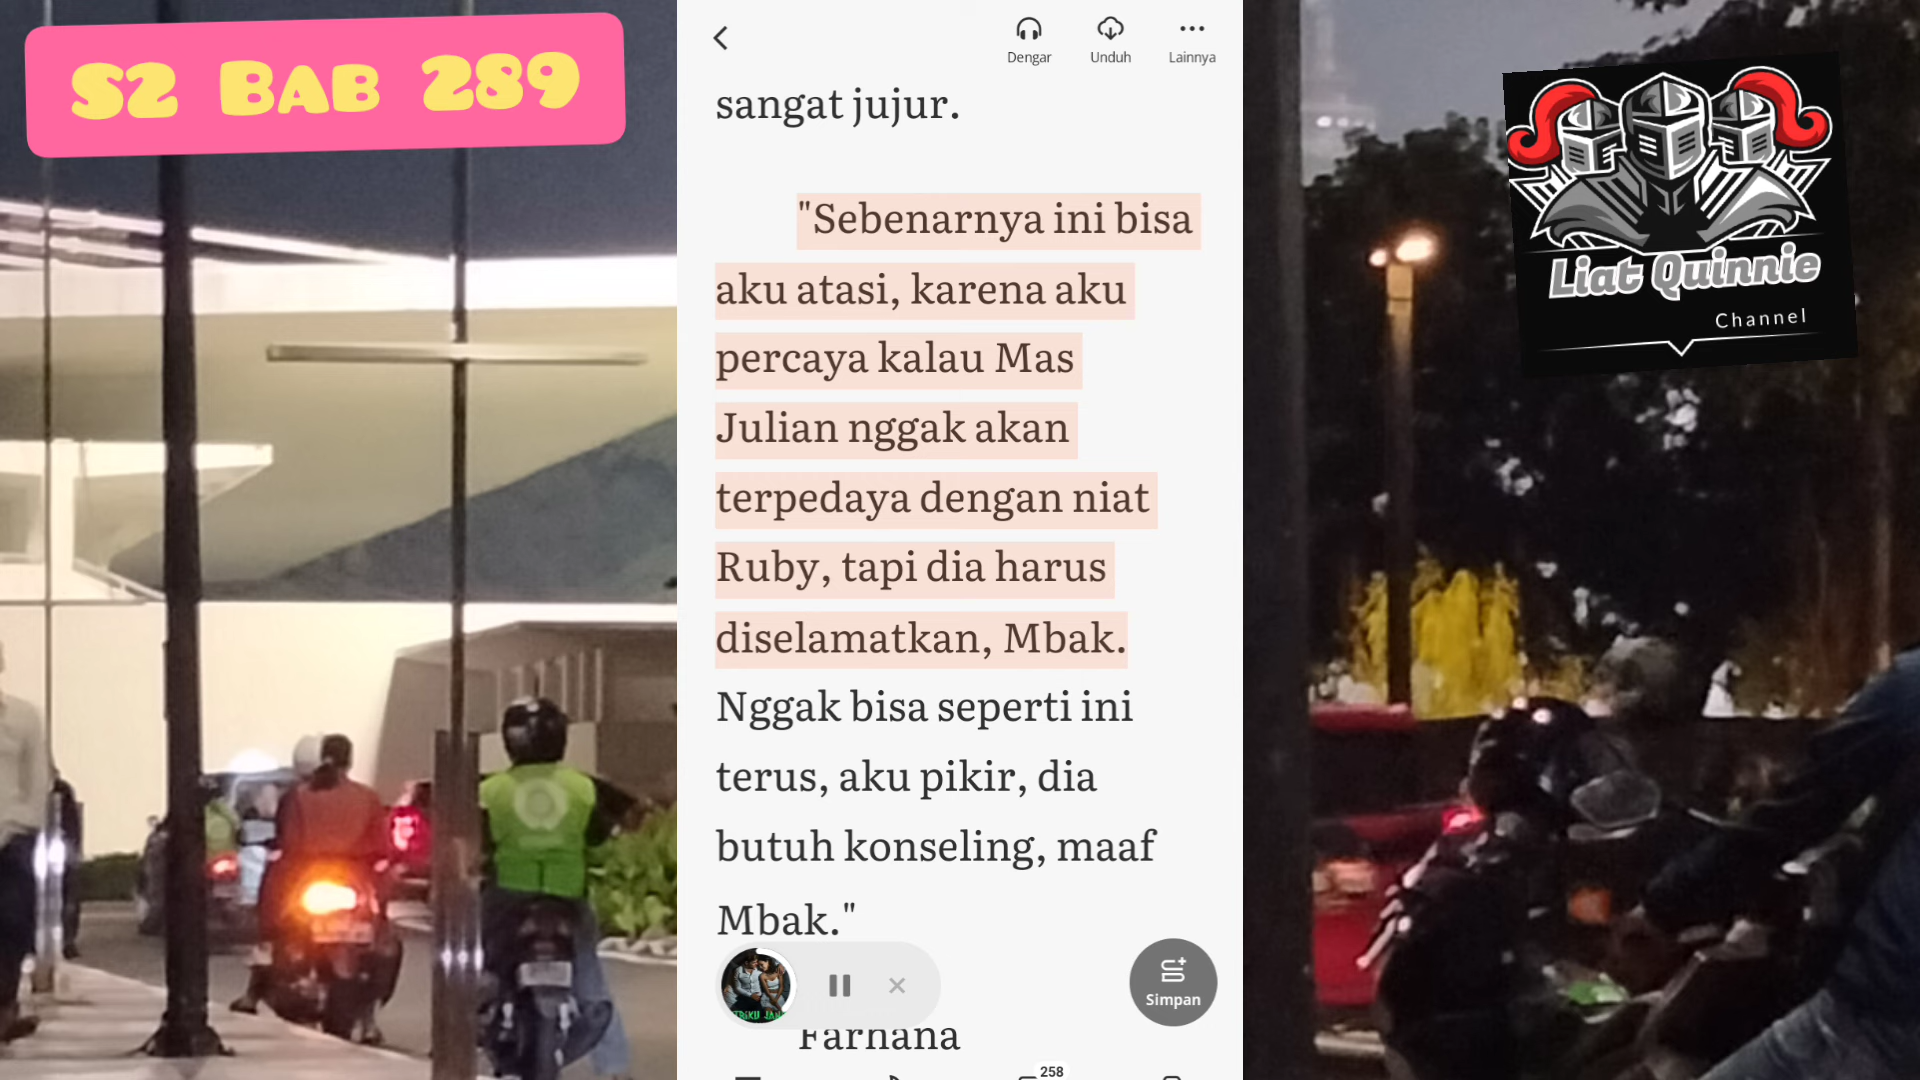 S2 BAB 289
Dengar
Unduh
Lainnya
sangat jujur.
"Sebenarnya ini bisa
aku atasi, karena aku
percaya kalau Mas
Julian nggak akan
terpedaya dengan niat
Ruby, tapi dia harus
diselamatkan, Mbak.
Nggak bisa seperti ini
terus, aku pikir, dia
butuh konseling, maaf
Mbak."
Simpan
Farhana
258
Liat Quinnie
Channel